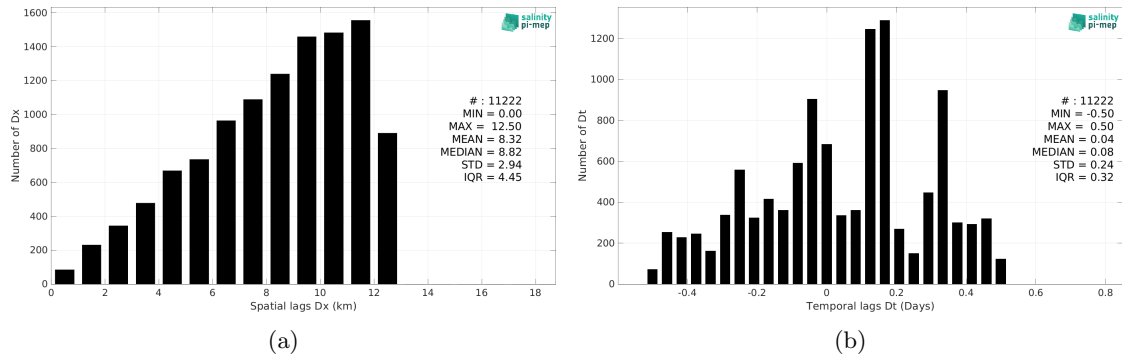 1600
1400
1200
1000
800
600
400
200
0
Number of Dx
0 2 4 6 8 10 12 14 16 18
Spatial lags Dx (km)
salinity
pi-mep
# : 11222
MIN = 0.00
MAX = 12.50
MEAN = 8.32
MEDIAN = 8.82
STD = 2.94
IQR = 4.45
(a)
1200
1000
800
600
400
200
0
Number of Dt
-0.4 -0.2 0 0.2 0.4 0.6 0.8
Temporal lags Dt (Days)
salinity
pi-mep
# : 11222
MIN = -0.50
MAX = 0.50
MEAN = 0.04
MEDIAN = 0.08
STD = 0.24
IQR = 0.32
(b)